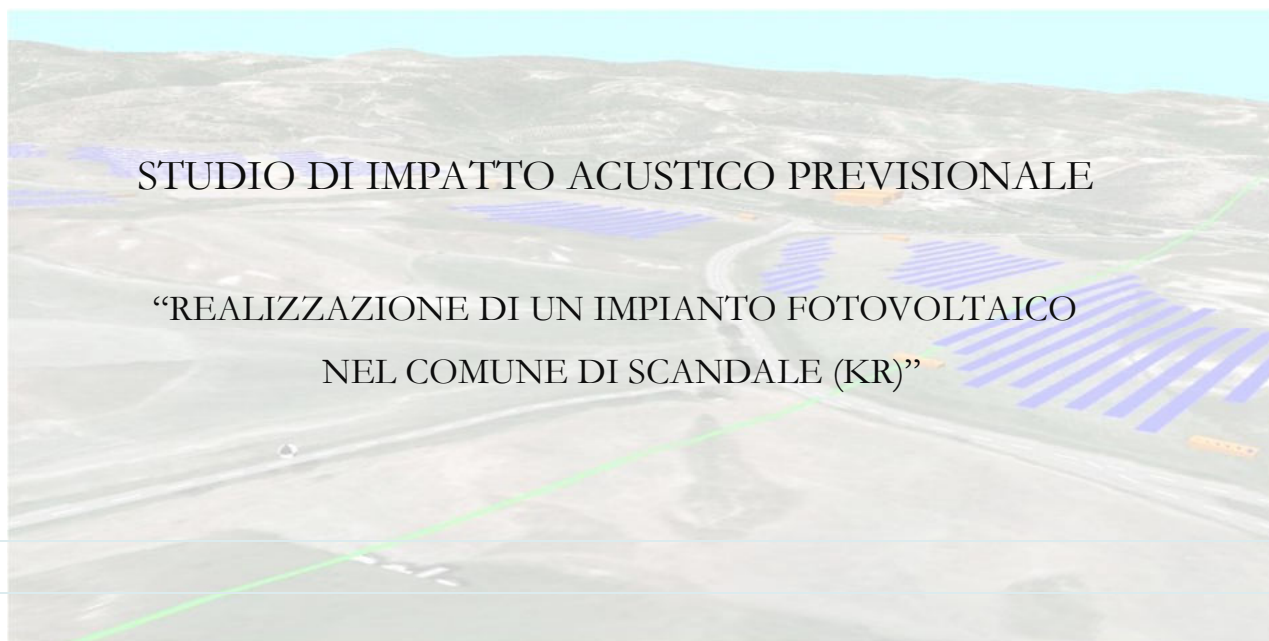 STUDIO DI IMPATTO ACUSTICO PREVISIONALE
“REALIZZAZIONE DI UN IMPIANTO FOTOVOLTAICO
NEL COMUNE DI SCANDALE (KR)”